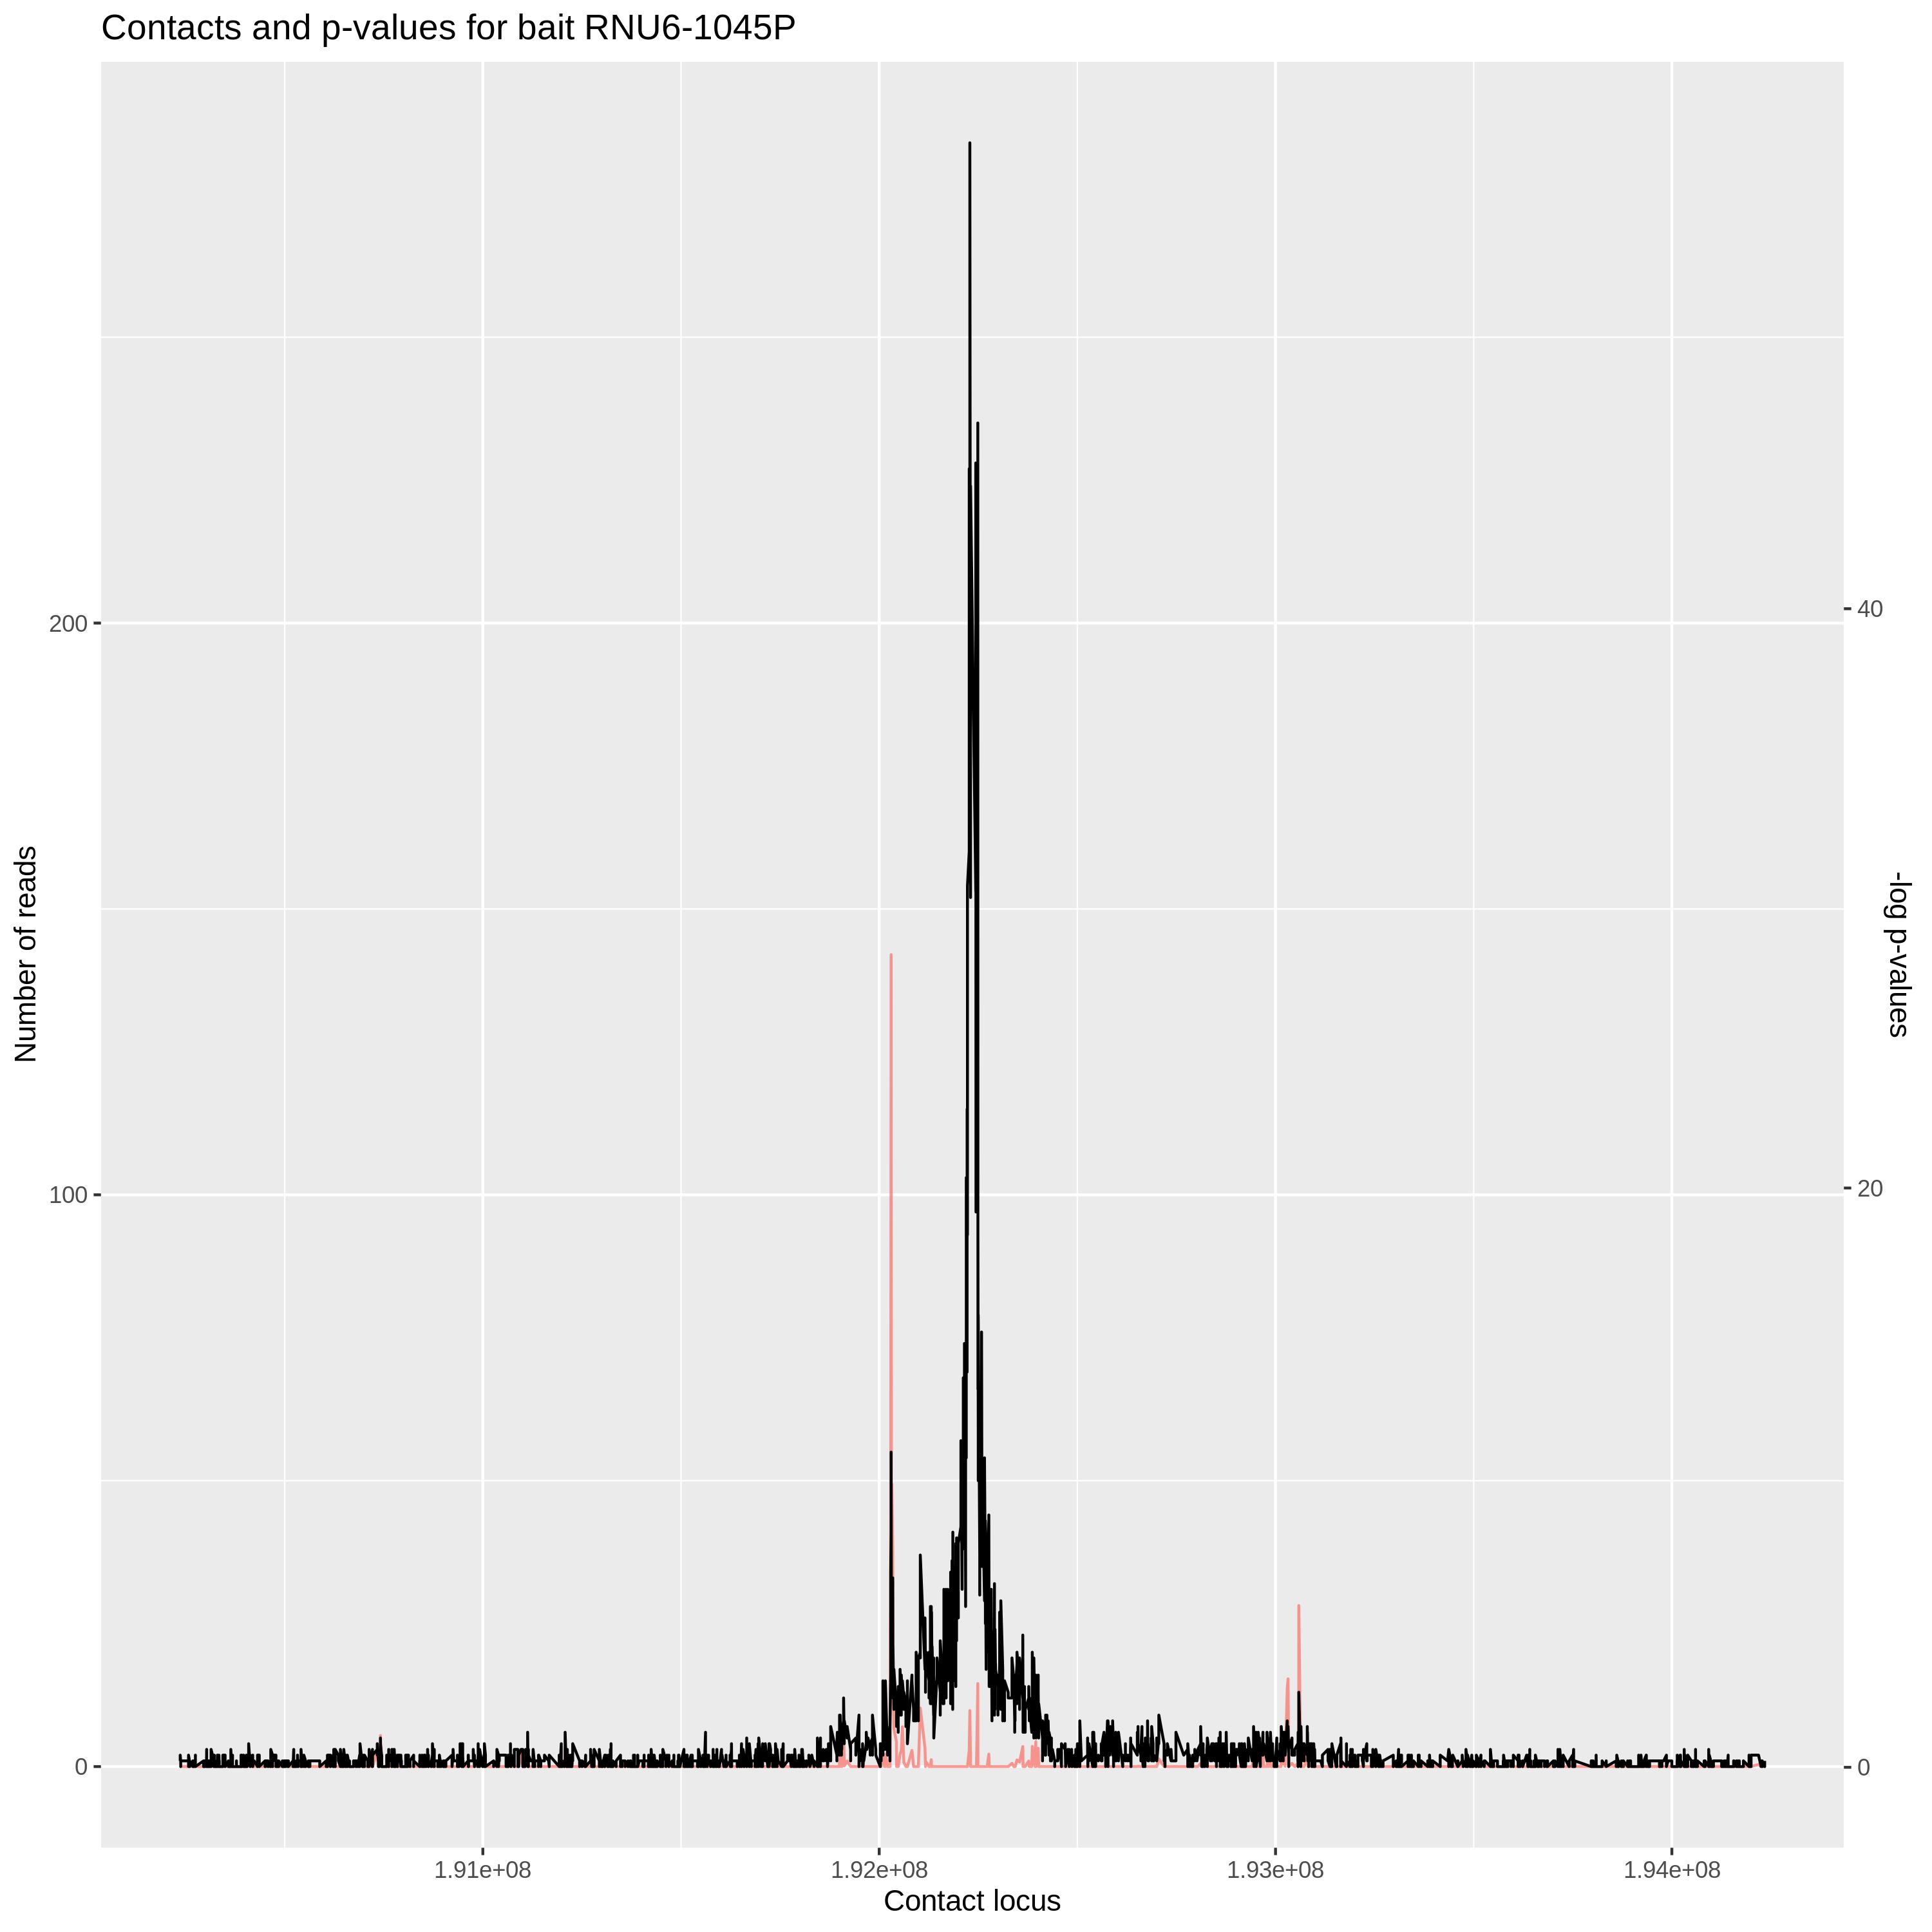 Contacts and p-values for bait RNU6-1045P
Number of reads
200
100
0
40
20
0
-log p-values
1.91e+08
1.92e+08
1.93e+08
1.94e+08
Contact locus